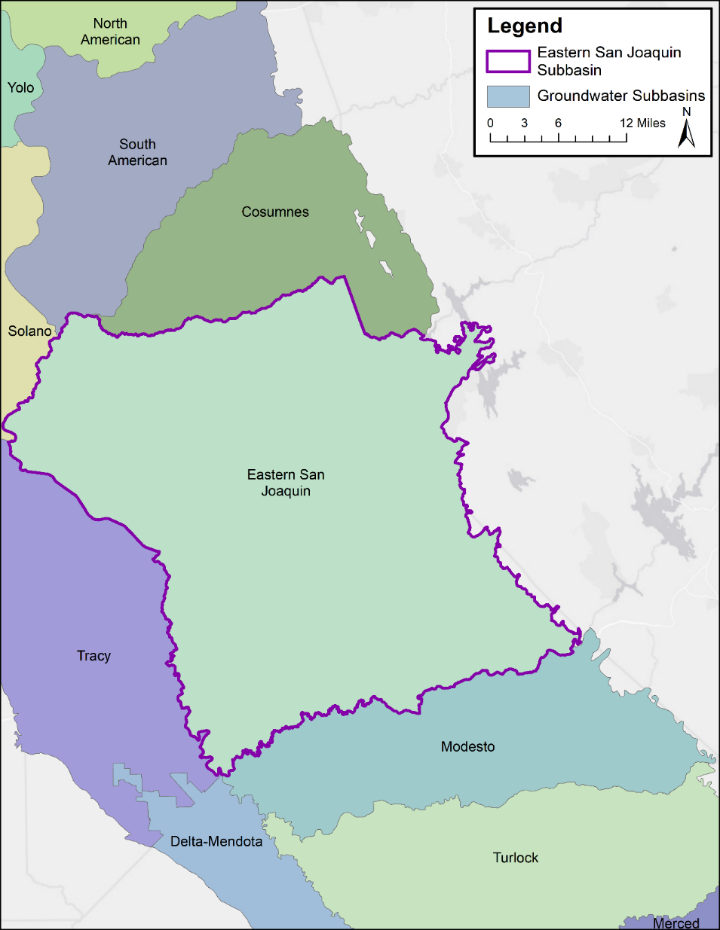 North
American
Legend
Eastern San Joaquin
Subbasin
Yolo
Groundwater Subbasins
0 3 6 12 Miles
N
South
American
Cosumnes
Solano
Eastern San
Joaquin
Tracy
Modesto
Delta-Mendota
Turlock
Merced